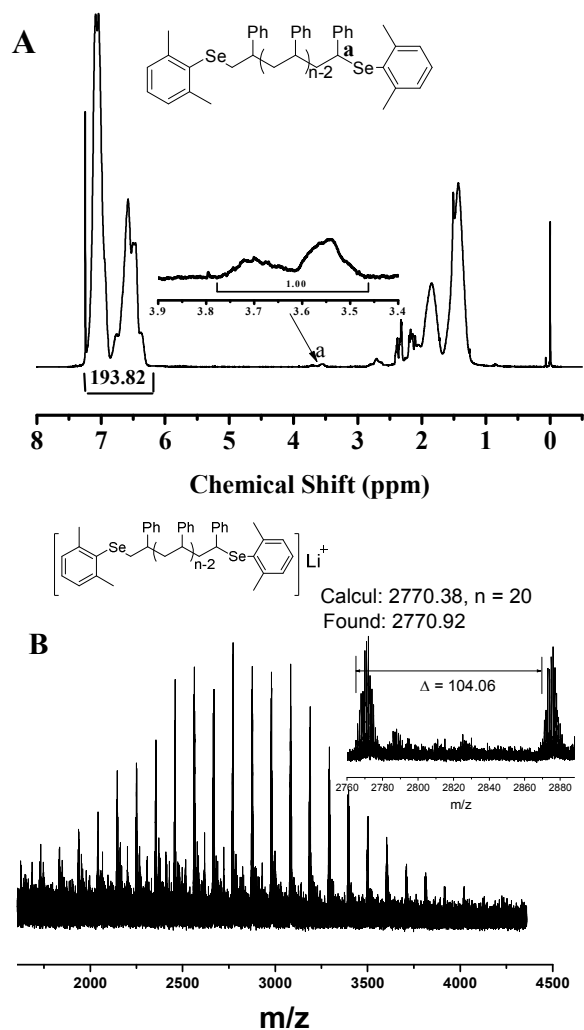 A
Ph Ph Ph
a
Se
n-2
Se
1.00
3.9 3.8 3.7 3.6 3.5 3.4
a
193.82
8 7 6 5 4 3 2 1 0
Chemical Shift (ppm)
Ph Ph Ph
Se
n-2
Se
Li+
Calcul: 2770.38, n = 20
Found: 2770.92
B
Δ = 104.06
2760 2780 2800 2820 2840 2860 2880
m/z
2000 2500 3000 3500 4000 4500
m/z